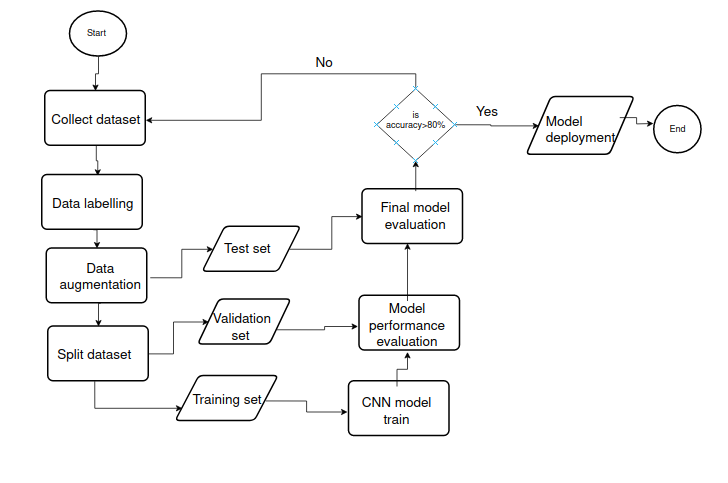 Start
No
Collect dataset
is
accuracy>80%
Yes
Model
deployment
End
Data labelling
Final model
evaluation
Test set
Data
augmentation
Validation
set
Model
performance
evaluation
Split dataset
Training set
CNN model
train